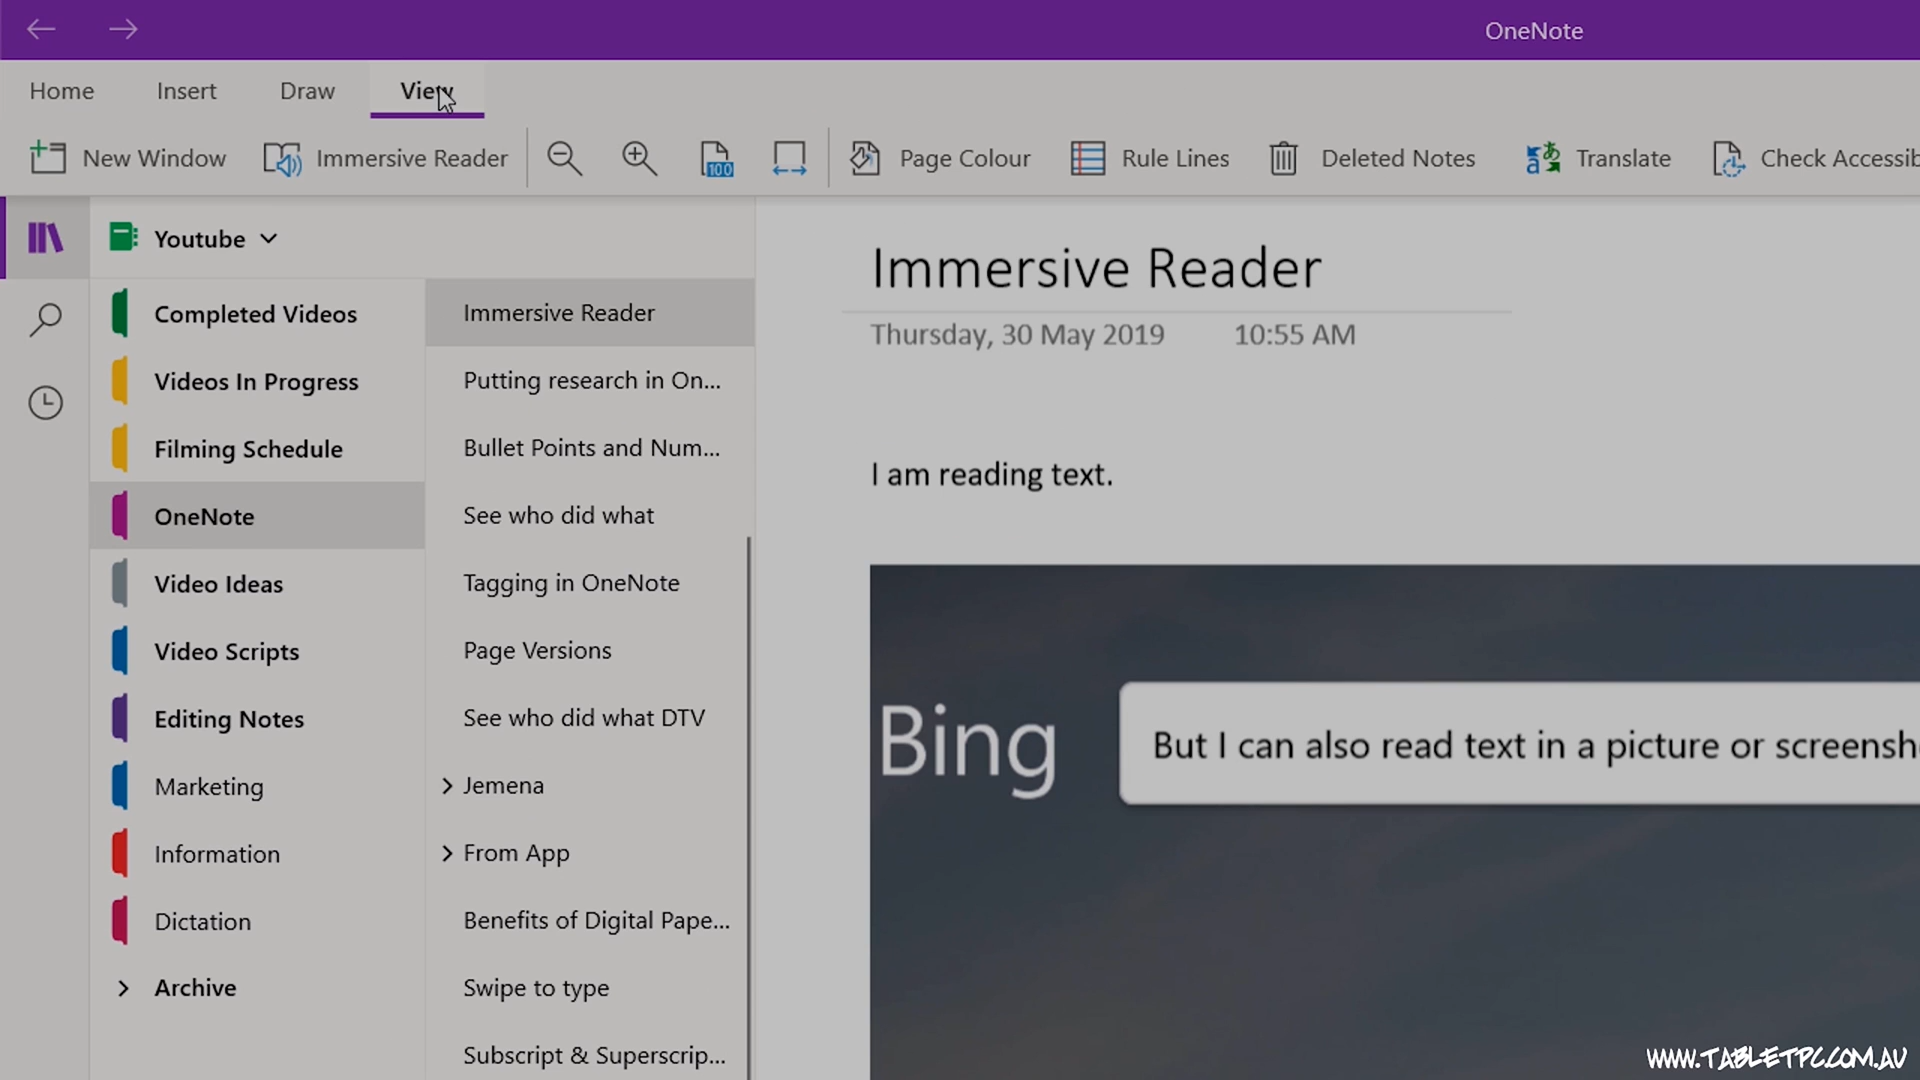 OneNote
Home Insert Draw View
New Window Immersive Reader 100 Page Colour Rule Lines Deleted Notes Translate Check Accessib
Youtube
Completed Videos
Videos In Progress
Filming Schedule
OneNote
Video Ideas
Video Scripts
Editing Notes
Marketing
Information
Dictation
Archive
Immersive Reader
Putting research in On...
Bullet Points and Num...
See who did what
Tagging in OneNote
Page Versions
See who did what DTV
Jemena
From App
Benefits of Digital Pape...
Swipe to type
Subscript & Superscrip...
Immersive Reader
Thursday, 30 May 2019 10:55 AM
I am reading text.
Bing But I can also read text in a picture or screensh
WWW.TABLETPC.COM.AU